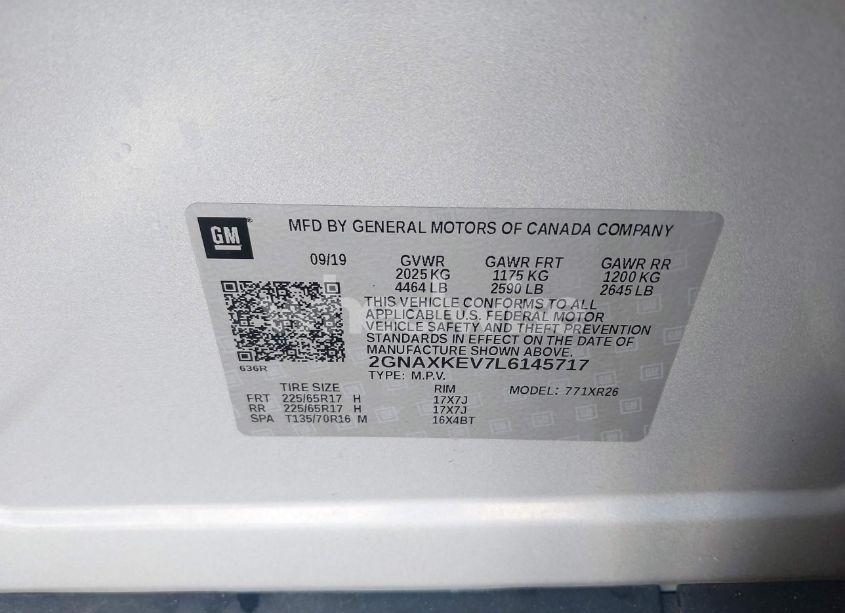 GM
MFD BY GENERAL MOTORS OF CANADA COMPANY
09/19 GVWR GAWR FRT GAWR RR
2025 KG 1175 KG 1200 KG
4464 LB 2590 LB 2645 LB
THIS VEHICLE CONFORMS TO ALL
APPLICABLE U.S. FEDERAL MOTOR
VEHICLE SAFETY AND THEFT PREVENTION
STANDARDS IN EFFECT ON THE DATE OF
MANUFACTURE SHOWN ABOVE.
636R
2GNAXKEV7L6145717
TYPE: M.P.V.
TIRE SIZE RIM MODEL: 771XR26
FRT 225/65R17 H 17X7J
RR 225/65R17 H 17X7J
SPA T135/70R16 M 16X4BT